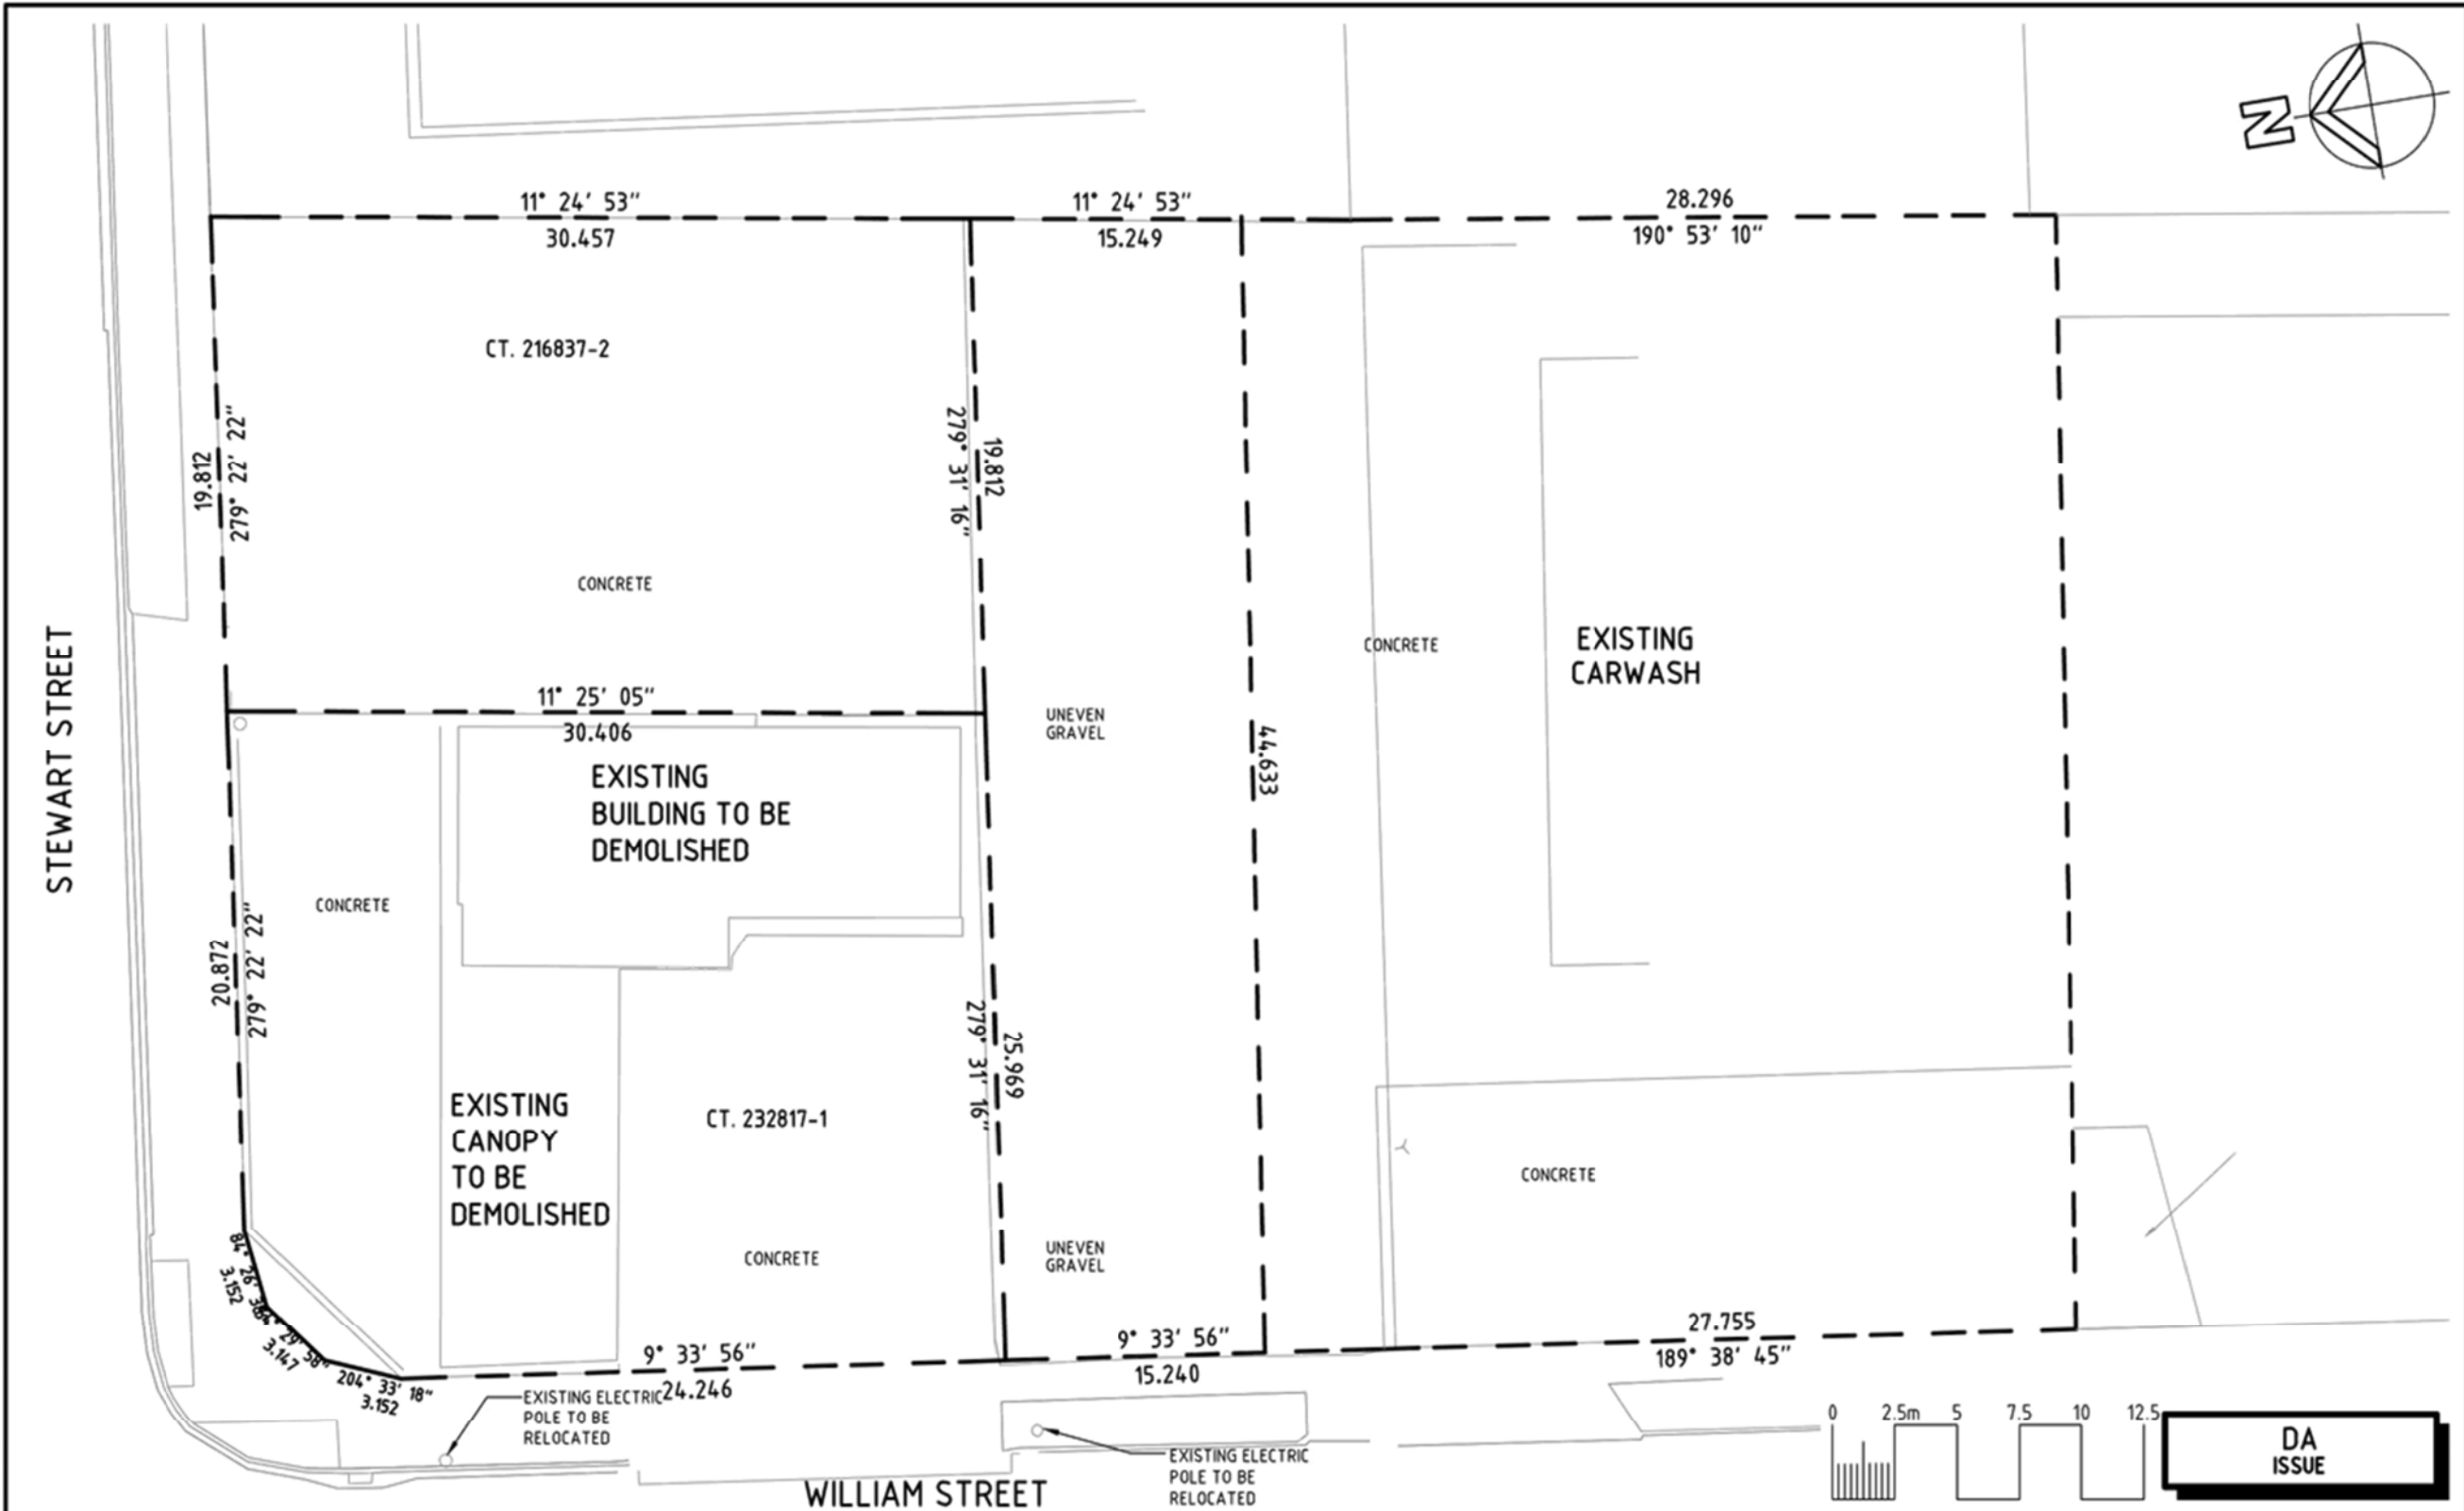 11° 24' 53"
30.457
11° 24' 53"
15.249
28.296
190° 53' 10"
N
CT. 216837-2
19.812
279° 22' 22"
279° 31' 16"
19.812
CONCRETE
STEWART STREET
11° 25' 05"
30.406
EXISTING
BUILDING TO BE
DEMOLISHED
UNEVEN
GRAVEL
44.633
CONCRETE
EXISTING
CARWASH
CONCRETE
20.872
279° 22' 22"
279° 31' 16"
25.969
EXISTING
CANOPY
TO BE
DEMOLISHED
CT. 232817-1
CONCRETE
UNEVEN
GRAVEL
CONCRETE
84° 26'
3.152
29' 58"
3.147
204° 33' 18"
3.152
9° 33' 56"
24.246
9° 33' 56"
15.240
27.755
189° 38' 45"
EXISTING ELECTRIC
POLE TO BE
RELOCATED
EXISTING ELECTRIC
POLE TO BE
RELOCATED
WILLIAM STREET
0 2.5m 5 7.5 10 12.5
DA
ISSUE